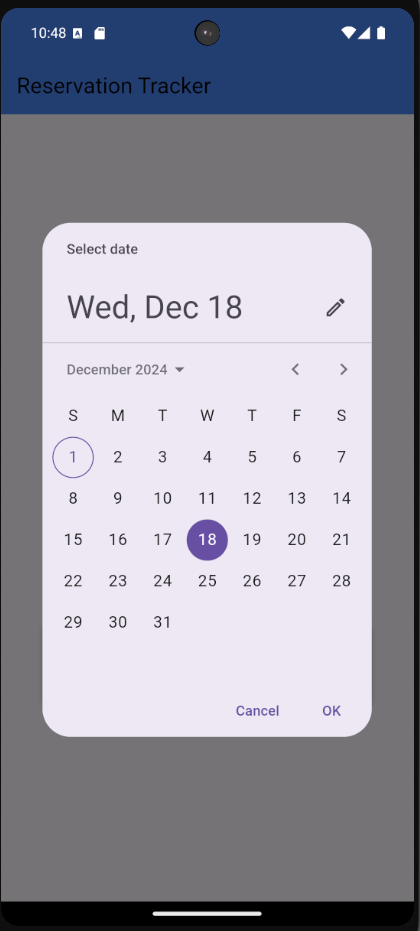 10:48 A
Reservation Tracker
Select date
Wed, Dec 18
December 2024
S M T W T F S
1 2 3 4 5 6 7
8 9 10 11 12 13 14
15 16 17 18 19 20 21
22 23 24 25 26 27 28
29 30 31
Cancel OK